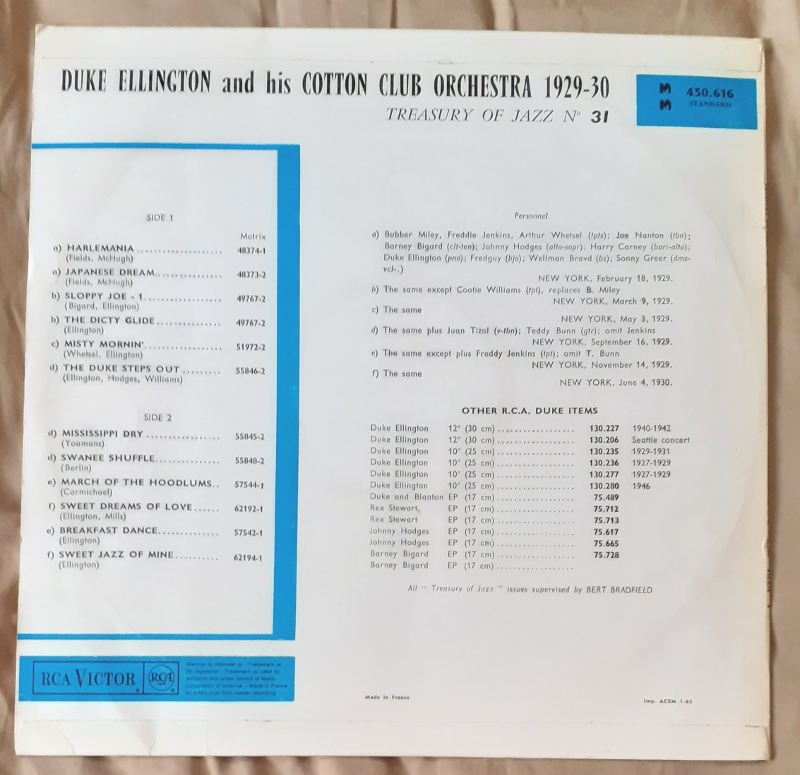 DUKE ELLINGTON and his COTTON CLUB ORCHESTRA 1929-30
TREASURY OF JAZZ N° 31
M 430.616
M STANDARD
SIDE 1
Matrix
a) HARLEMANIA .................. 48374-1
(Fields, McHugh)
a) JAPANESE DREAM............... 48373-2
(Fields, McHugh)
b) SLOPPY JOE - 1............... 49767-2
(Bigard, Ellington)
b) THE DICTY GLIDE............. 49767-2
(Ellington)
c) MISTY MORNIN'............... 51972-2
(Whetsel, Ellington)
d) THE DUKE STEPS OUT ......... 55846-2
(Ellington, Hodges, Williams)
SIDE 2
d) MISSISSIPPI DRY ................ 55845-2
(Youmans)
d) SWANEE SHUFFLE.............. 55848-2
(Berlin)
e) MARCH OF THE HOODLUMS.. 57544-1
(Carmichael)
f) SWEET DREAMS OF LOVE...... 62192-1
(Ellington, Mills)
e) BREAKFAST DANCE............. 57542-1
(Ellington)
f) SWEET JAZZ OF MINE.......... 62194-1
(Ellington)
Personnel
a) Bubber Miley, Freddie Jenkins, Arthur Whetsel (tpts); Joe Nanton (tbn);
Barney Bigard (clt-ten); Johnny Hodges (alto-sopr); Harry Carney (bari-alto);
Duke Ellington (pno); Fredguy (bjo); Wellman Bravd (bs); Sonny Greer (dms-
vcl-.)
NEW YORK, February 18, 1929.
b) The same except Cootie Williams (tpt), replaces B. Miley
NEW YORK, March 9, 1929.
c) The same
NEW YORK, May 3, 1929.
d) The same plus Juan Tizol (v-tbn); Teddy Bunn (gtr); omit Jenkins
NEW YORK, September 16, 1929.
e) The same except plus Freddy Jenkins (tpt); omit T. Bunn
NEW YORK, November 14, 1929.
f) The same
NEW YORK, June 4, 1930.
OTHER R.C.A. DUKE ITEMS
Duke Ellington 12" (30 cm) .................. 130.227 1940-1942
Duke Ellington 12" (30 cm) .................. 130.206 Seattle concert
Duke Ellington 10" (25 cm) .................. 130.235 1929-1931
Duke Ellington 10" (25 cm) .................. 130.236 1927-1929
Duke Ellington 10" (25 cm) .................. 130.277 1927-1929
Duke Ellington 10" (25 cm) .................. 130.280 1946
Duke and Blanton EP (17 cm) .................. 75.489
Rex Stewart. EP (17 cm) .................. 75.712
Rex Stewart EP (17 cm) .................. 75.713
Johnny Hodges EP (17 cm) .................. 75.617
Johnny Hodges EP (17 cm) .................. 75.665
Barney Bigard EP (17 cm) .................. 75.728
Barney Bigard EP (17 cm) ..................
All " Treasury of Jazz " issues supervised by BERT BRADFIELD
RCA VICTOR RCA
Made in France
Imp. ACEM 1-65